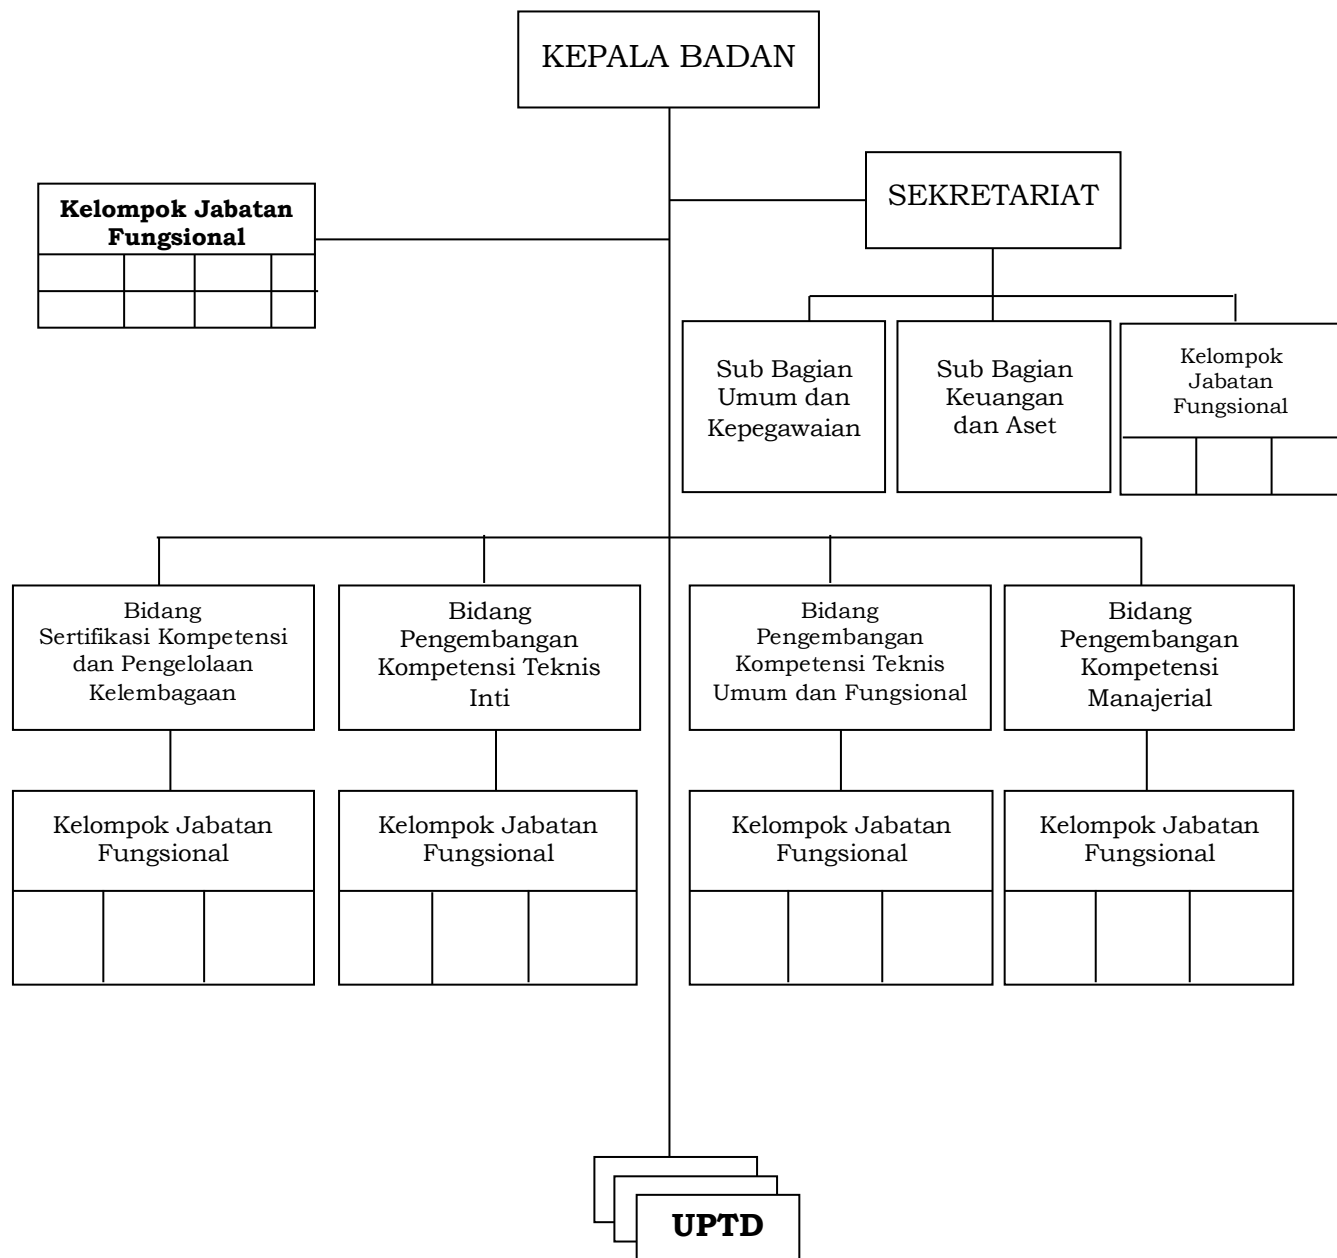 KEPALA BADAN
SEKRETARIAT
Kelompok Jabatan
Fungsional
Sub Bagian
Umum dan
Kepegawaian
Sub Bagian
Keuangan
dan Aset
Kelompok
Jabatan
Fungsional
Bidang
Sertifikasi Kompetensi
dan Pengelolaan
Kelembagaan
Bidang
Pengembangan
Kompetensi Teknis
Inti
Bidang
Pengembangan
Kompetensi Teknis
Umum dan Fungsional
Bidang
Pengembangan
Kompetensi
Manajerial
Kelompok Jabatan
Fungsional
Kelompok Jabatan
Fungsional
Kelompok Jabatan
Fungsional
Kelompok Jabatan
Fungsional
UPTD